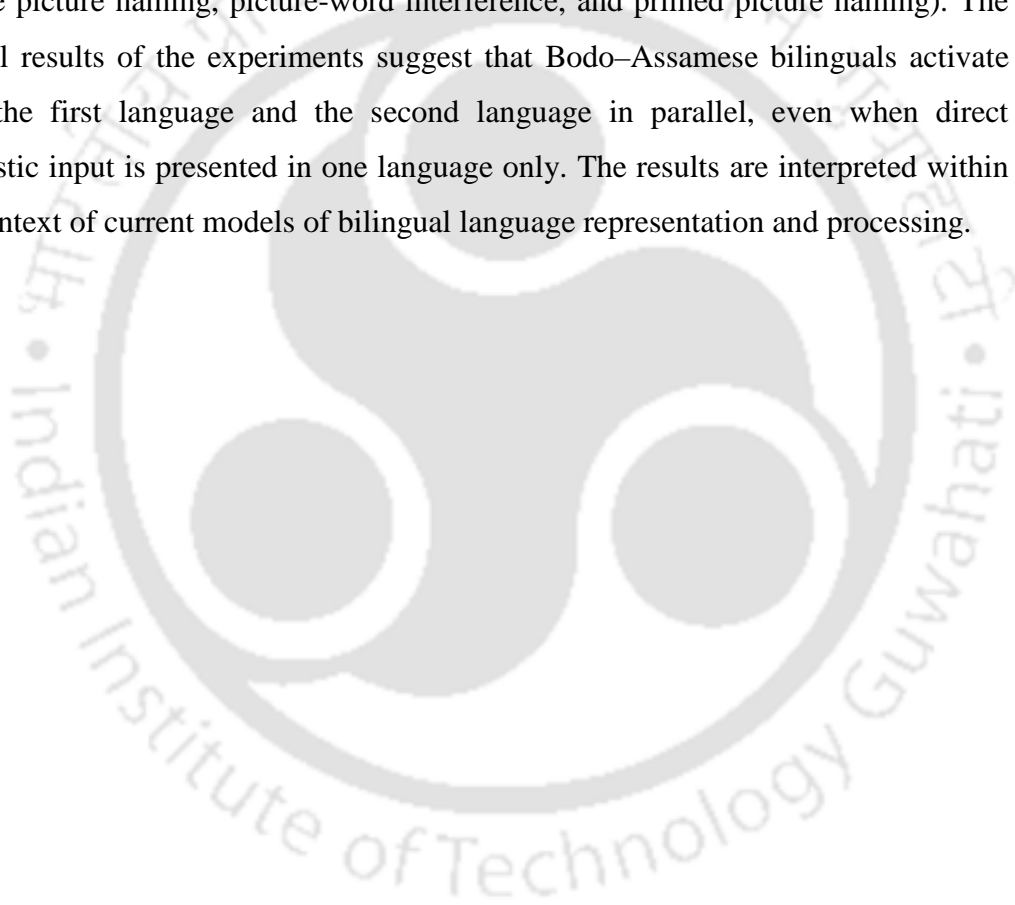 picture naming, picture-word interference, and primed picture naming). The
results of the experiments suggest that Bodo–Assamese bilinguals activate
the first language and the second language in parallel, even when direct
input is presented in one language only. The results are interpreted within
of current models of bilingual language representation and processing.
Indian Institute of Technology Guwahati